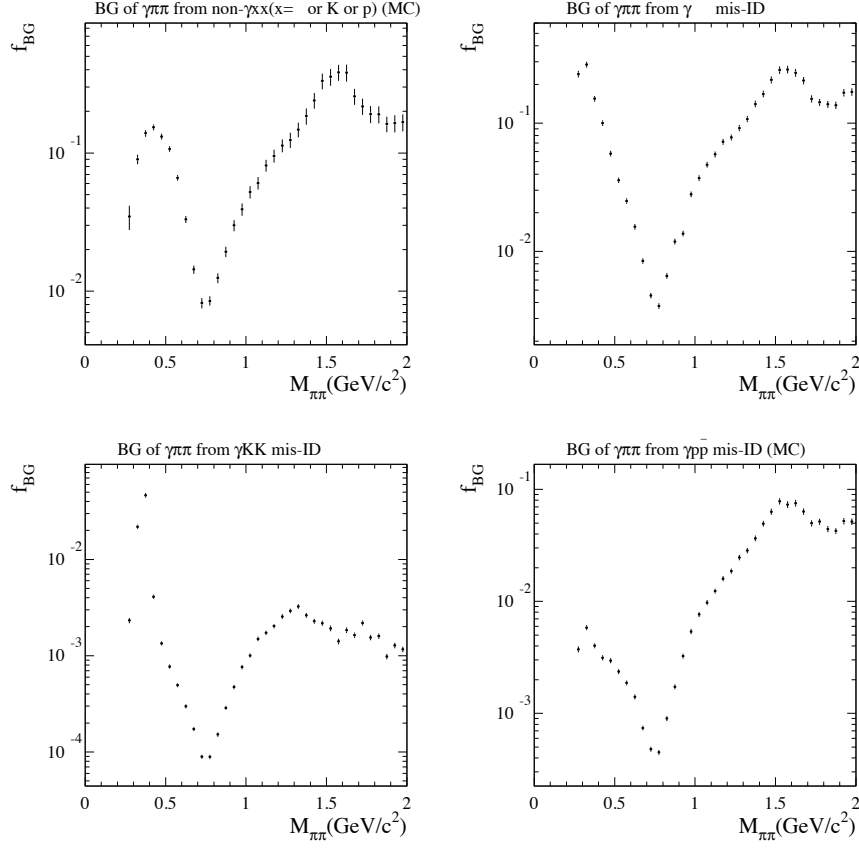 BG of γππ from non-γxx(x= or K or p) (MC)
f_BG
10⁻¹
10⁻²
0 0.5 1 1.5 2
M_ππ(GeV/c²)
BG of γππ from γ mis-ID
f_BG
10⁻¹
10⁻²
0 0.5 1 1.5 2
M_ππ(GeV/c²)
BG of γππ from γKK mis-ID
f_BG
10⁻²
10⁻³
10⁻⁴
0 0.5 1 1.5 2
M_ππ(GeV/c²)
BG of γππ from γpp̄ mis-ID (MC)
f_BG
10⁻¹
10⁻²
10⁻³
0 0.5 1 1.5 2
M_ππ(GeV/c²)